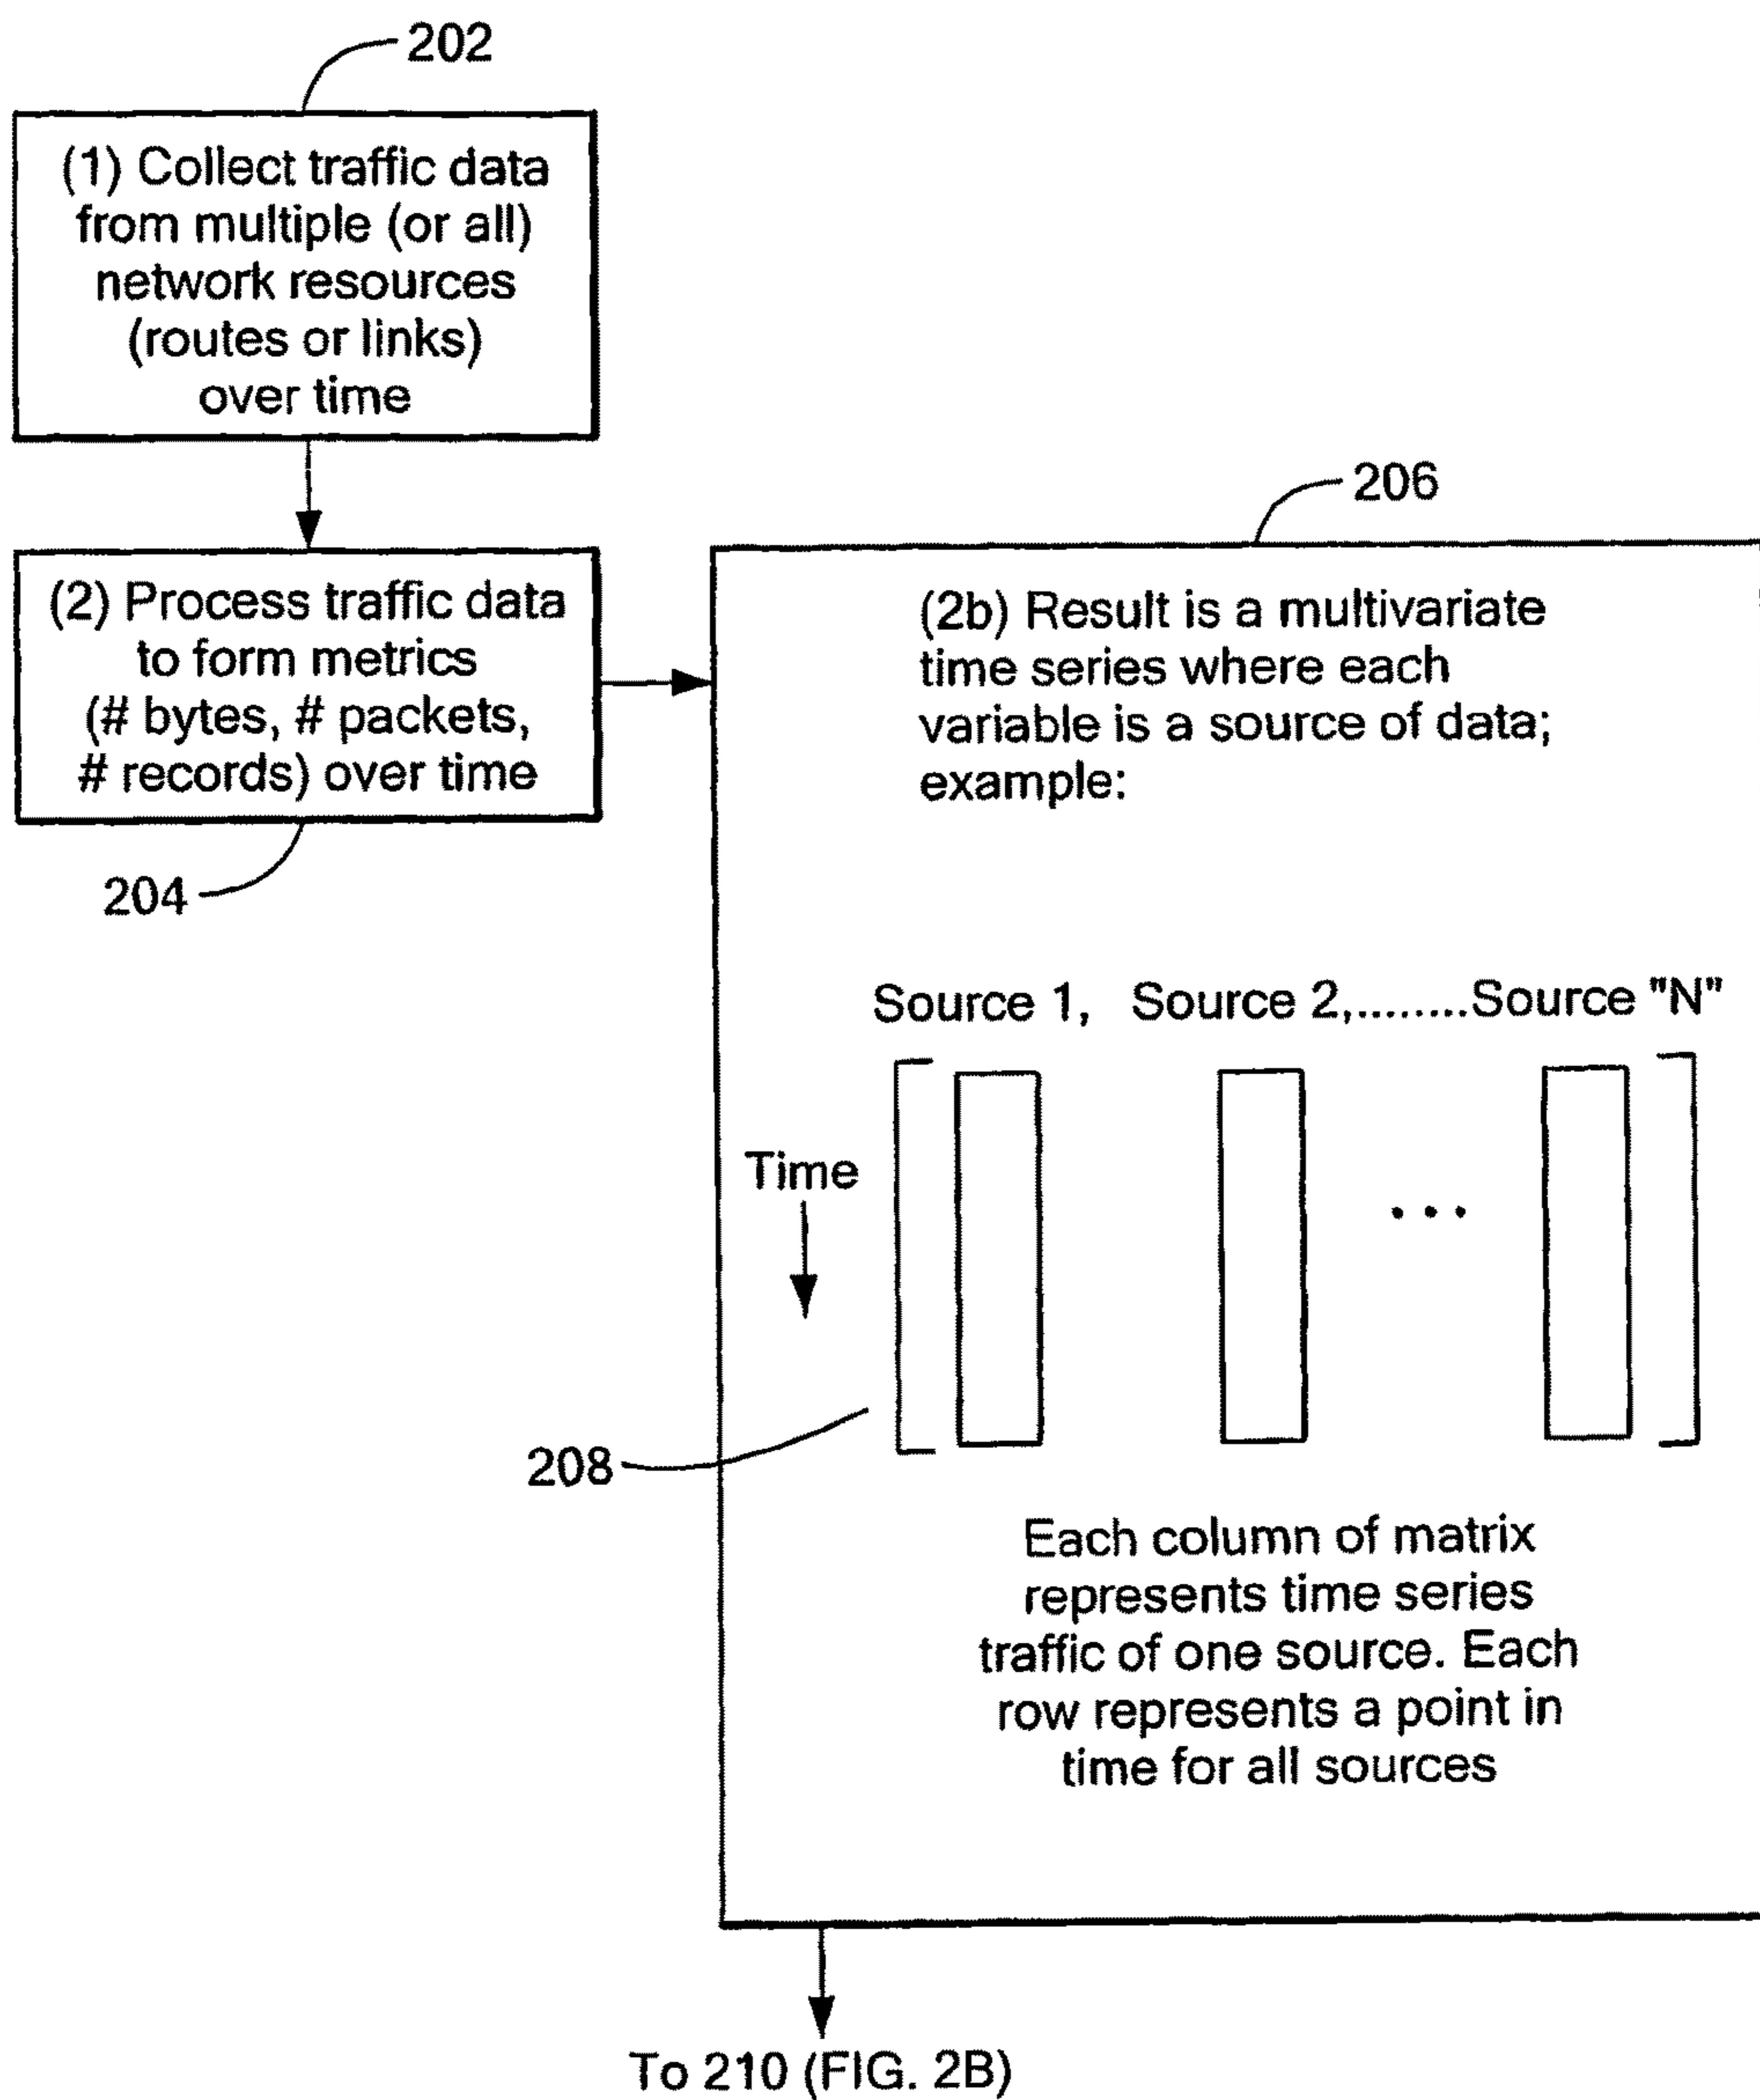 202
(1) Collect traffic data
from multiple (or all)
network resources
(routes or links)
over time
206
(2) Process traffic data
to form metrics
(# bytes, # packets,
# records) over time
204
(2b) Result is a multivariate
time series where each
variable is a source of data;
example:
Source 1, Source 2,........Source "N"
Time
...
208
Each column of matrix
represents time series
traffic of one source. Each
row represents a point in
time for all sources
To 210 (FIG. 2B)